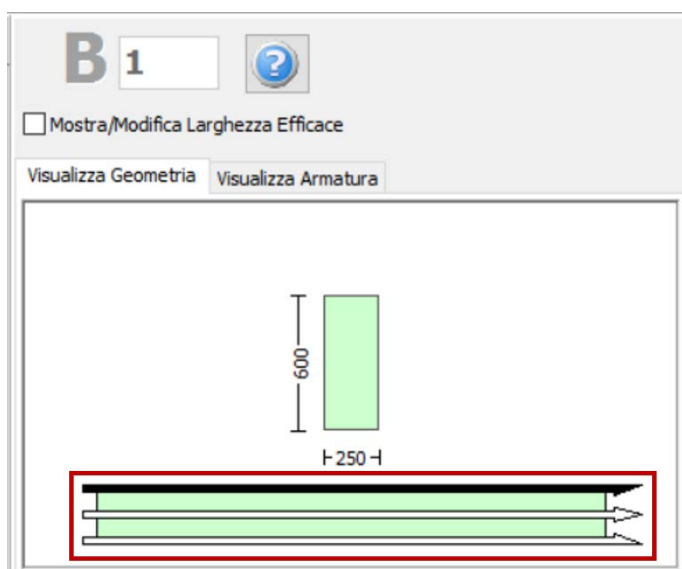 B 1
Mostra/Modifica Larghezza Efficace
Visualizza Geometria Visualizza Armatura
600
250